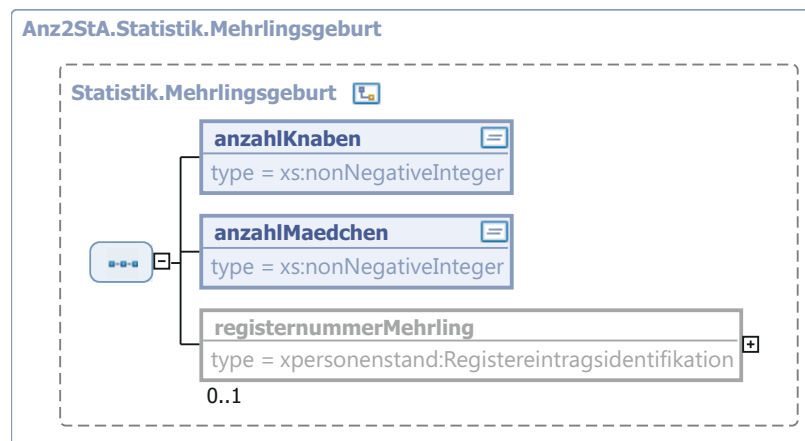 Anz2StA.Statistik.Mehrlingsgeburt
Statistik.Mehrlingsgeburt
anzahlKnaben
type = xs:nonNegativeInteger
anzahlMaedchen
type = xs:nonNegativeInteger
registernummerMehrling
type = xpersonenstand:Registereintragsidentifikation
0..1